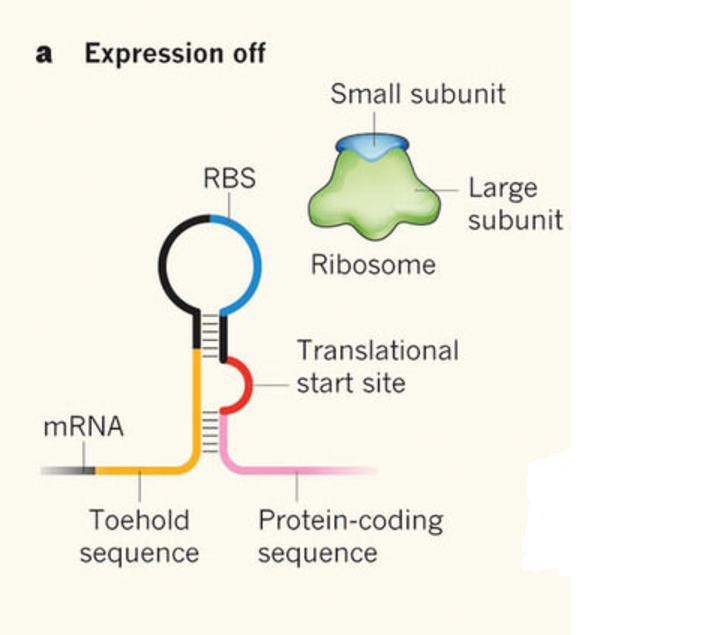 a Expression off
Small subunit
RBS
Large
subunit
Ribosome
Translational
start site
mRNA
Toehold
sequence
Protein-coding
sequence